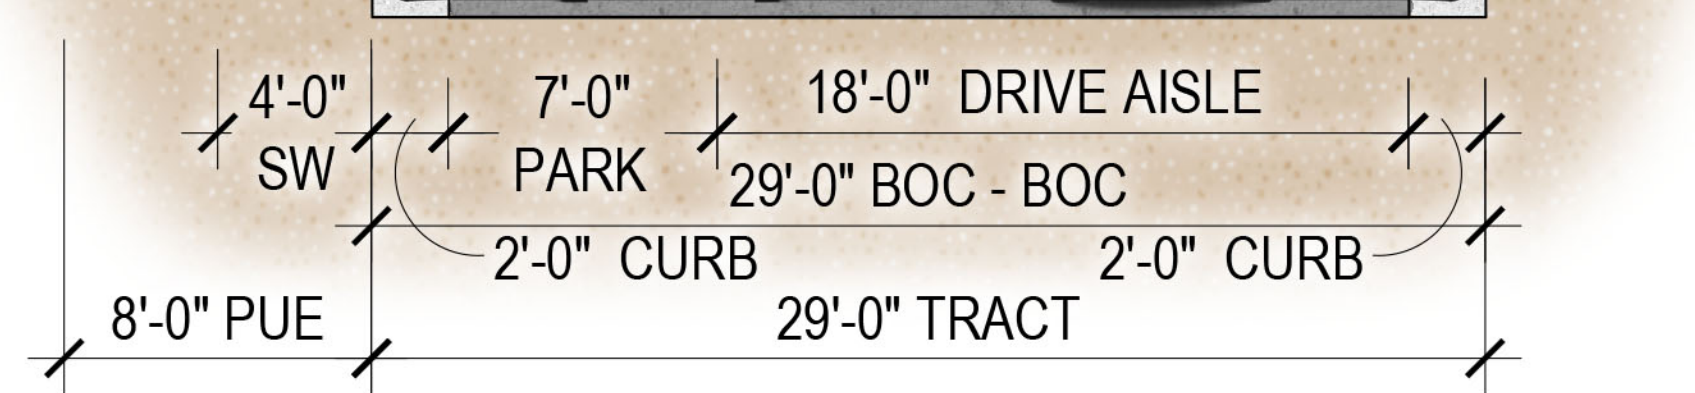 4'-0" SW
7'-0" PARK
18'-0" DRIVE AISLE
29'-0" BOC - BOC
2'-0" CURB
2'-0" CURB
8'-0" PUE
29'-0" TRACT